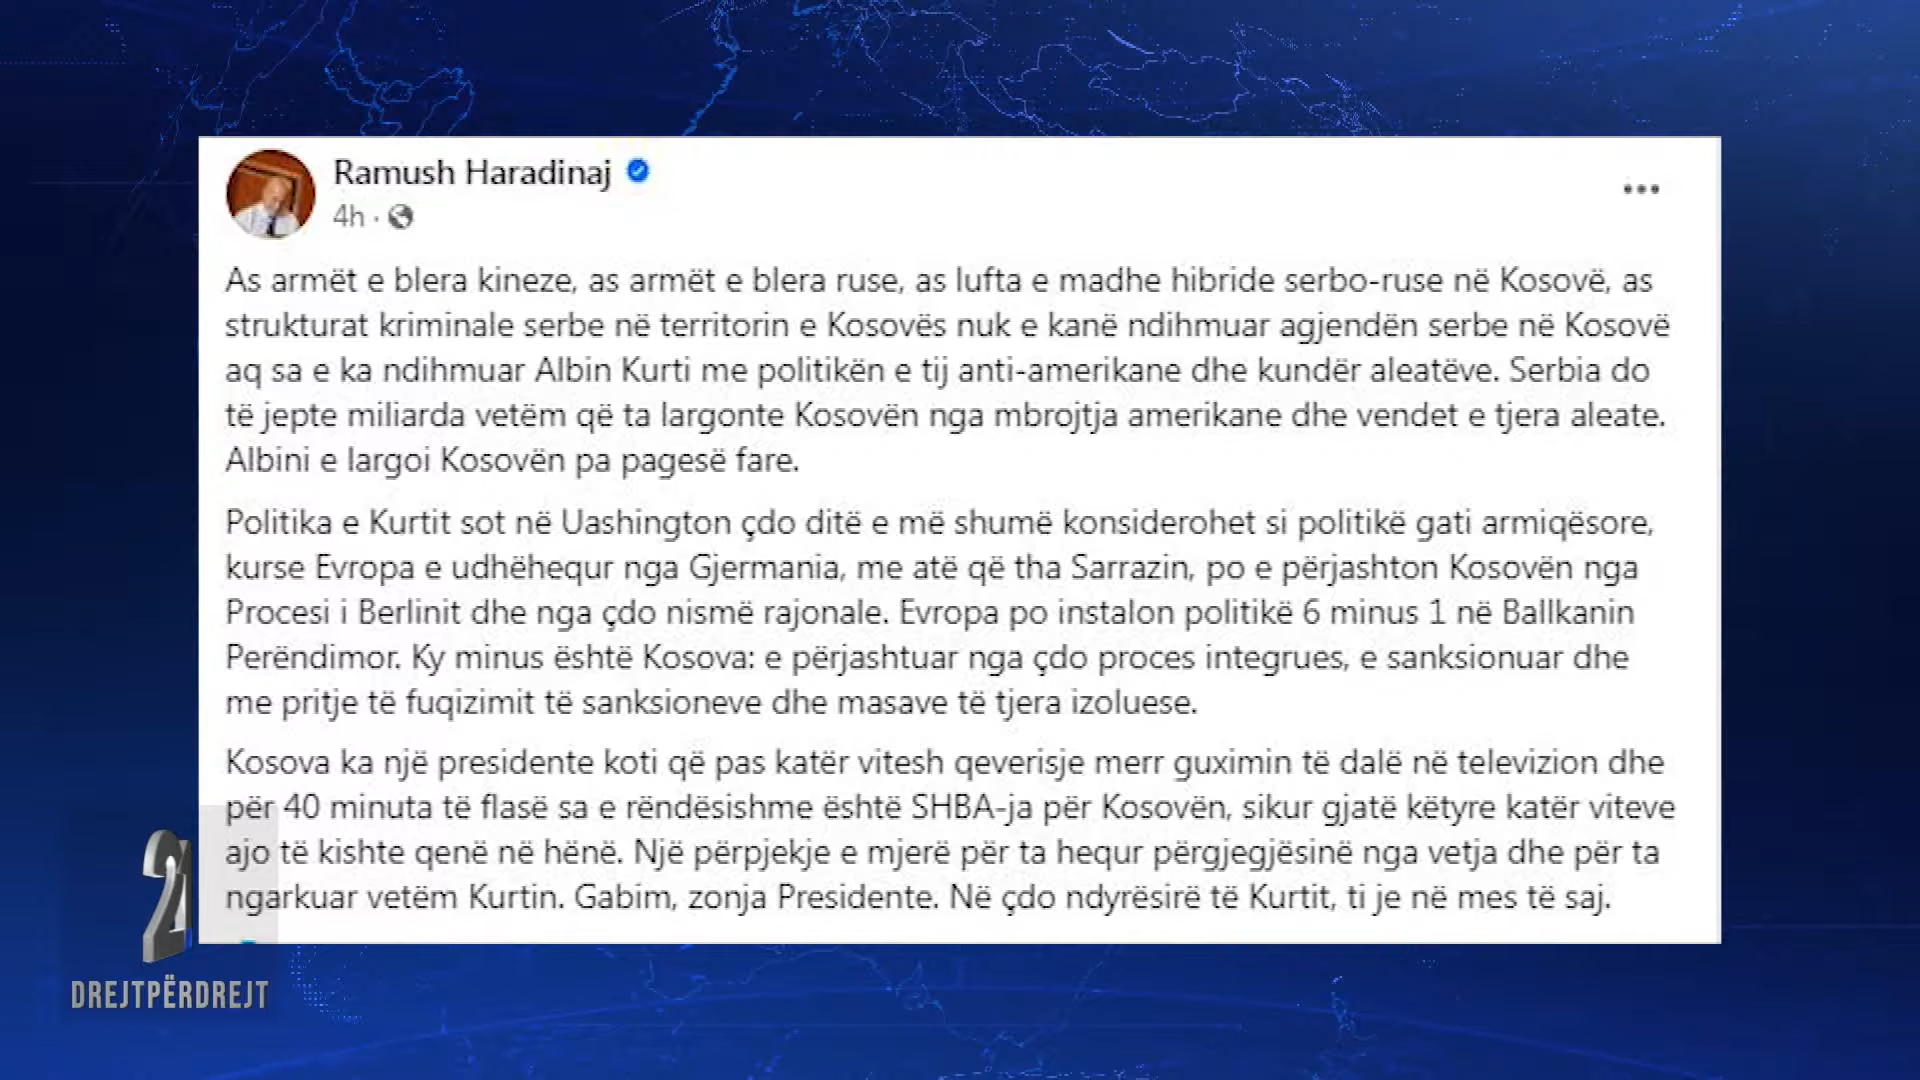 Ramush Haradinaj
4h ·
As armët e blera kineze, as armët e blera ruse, as lufta e madhe hibride serbo-ruse në Kosovë, as
strukturat kriminale serbe në territorin e Kosovës nuk e kanë ndihmuar agjendën serbe në Kosovë
aq sa e ka ndihmuar Albin Kurti me politikën e tij anti-amerikane dhe kundër aleatëve. Serbia do
të jepte miliarda vetëm që ta largonte Kosovën nga mbrojtja amerikane dhe vendet e tjera aleate.
Albini e largoi Kosovën pa pagesë fare.
Politika e Kurtit sot në Uashington çdo ditë e më shumë konsiderohet si politikë gati armiqësore,
kurse Evropa e udhëhequr nga Gjermania, me atë që tha Sarrazin, po e përjashton Kosovën nga
Procesi i Berlinit dhe nga çdo nismë rajonale. Evropa po instalon politikë 6 minus 1 në Ballkanin
Perëndimor. Ky minus është Kosova: e përjashtuar nga çdo proces integrues, e sanksionuar dhe
me pritje të fuqizimit të sanksioneve dhe masave të tjera izoluese.
Kosova ka një presidente koti që pas katër vitesh qeverisje merr guximin të dalë në televizion dhe
për 40 minuta të flasë sa e rëndësishme është SHBA-ja për Kosovën, sikur gjatë këtyre katër viteve
ajo të kishte qenë në hënë. Një përpjekje e mjerë për ta hequr përgjegjësinë nga vetja dhe për ta
ngarkuar vetëm Kurtin. Gabim, zonja Presidente. Në çdo ndyrësirë të Kurtit, ti je në mes të saj.
21
DREJTPËRDREJT